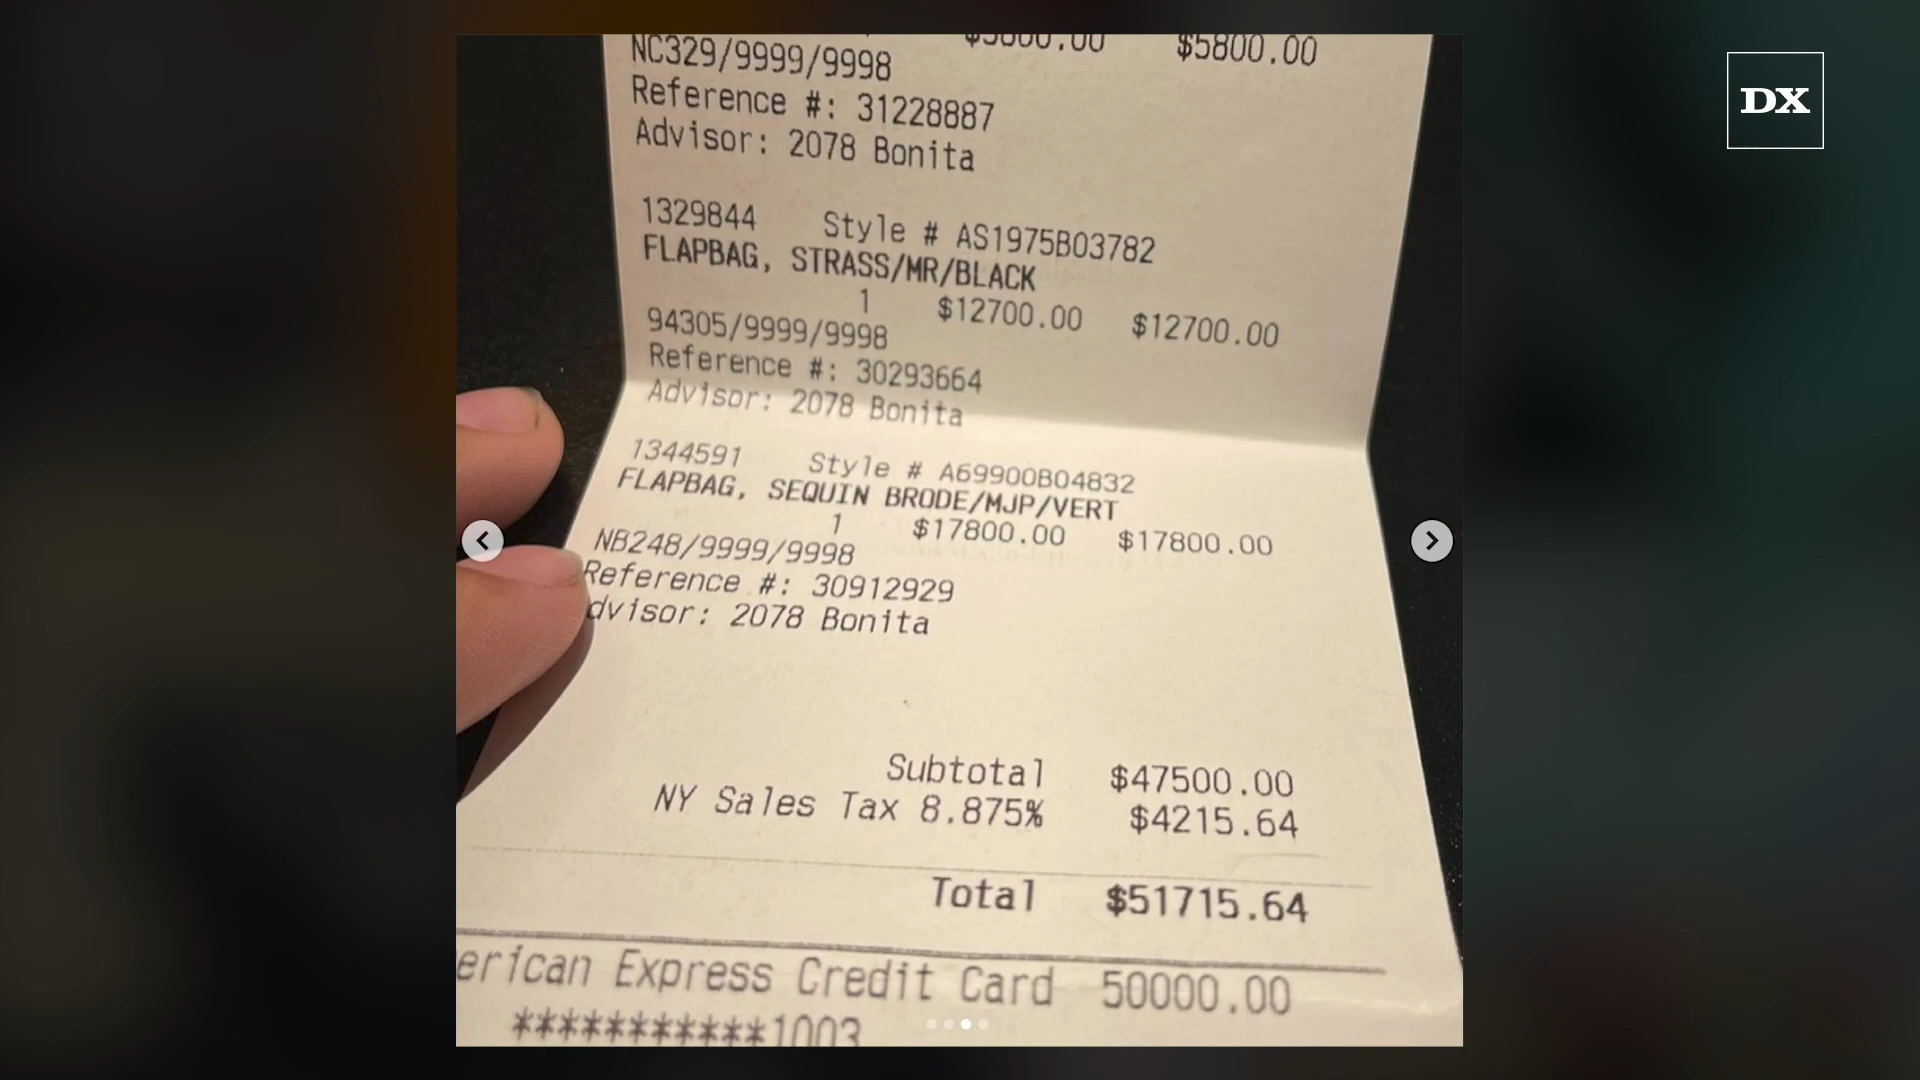 $5800.00
NC329/9999/9998
Reference #: 31228887
Advisor: 2078 Bonita
1329844 Style # AS1975B03782
FLAPBAG, STRASS/MR/BLACK
1 $12700.00 $12700.00
94305/9999/9998
Reference #: 30293664
Advisor: 2078 Bonita
1344591 Style # A69900B04832
FLAPBAG, SEQUIN BRODE/MJP/VERT
1 $17800.00 $17800.00
NB248/9999/9998
Reference #: 30912929
dvisor: 2078 Bonita
Subtotal $47500.00
NY Sales Tax 8.875% $4215.64
Total $51715.64
erican Express Credit Card 50000.00
***********1003
DX